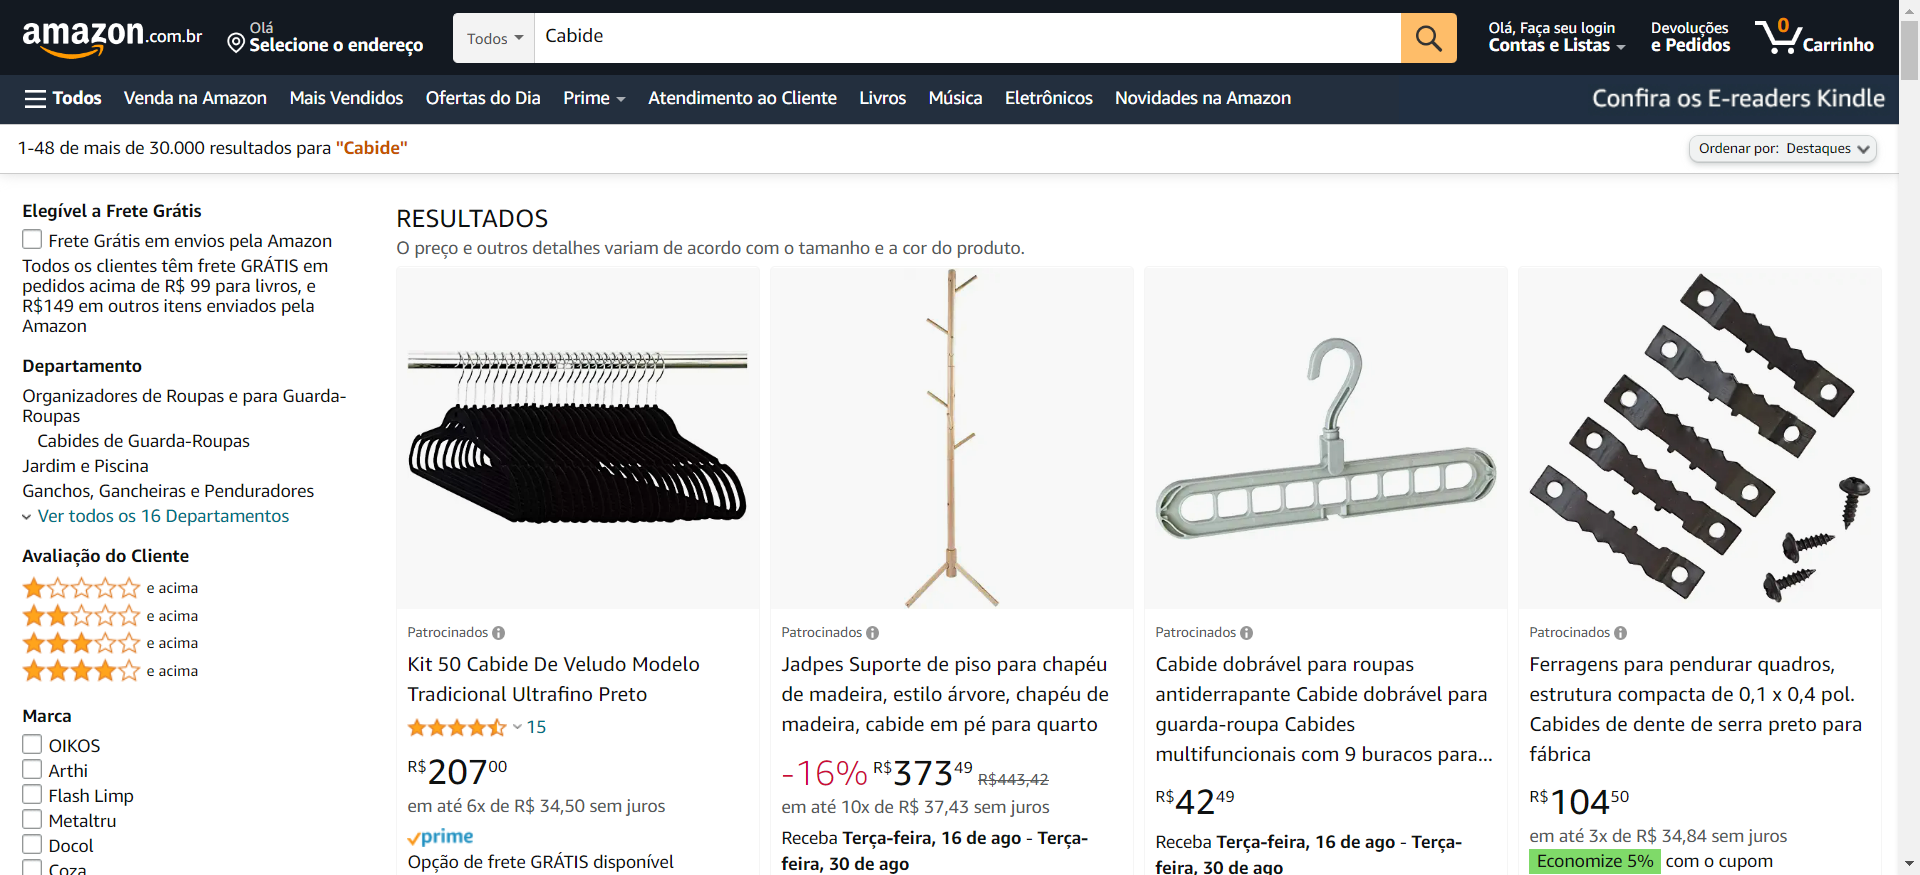 amazon.com.br
Olá
Selecione o endereço
Todos
Cabide
Olá, Faça seu login
Contas e Listas
Devoluções
e Pedidos
0
Carrinho
Todos
Venda na Amazon
Mais Vendidos
Ofertas do Dia
Prime
Atendimento ao Cliente
Livros
Música
Eletrônicos
Novidades na Amazon
Confira os E-readers Kindle
1-48 de mais de 30.000 resultados para "Cabide"
Ordenar por: Destaques
Elegível a Frete Grátis
Frete Grátis em envios pela Amazon
Todos os clientes têm frete GRÁTIS em
pedidos acima de R$ 99 para livros, e
R$149 em outros itens enviados pela
Amazon
Departamento
Organizadores de Roupas e para Guarda-
Roupas
Cabides de Guarda-Roupas
Jardim e Piscina
Ganchos, Gancheiras e Penduradores
Ver todos os 16 Departamentos
Avaliação do Cliente
e acima
e acima
e acima
e acima
Marca
OIKOS
Arthi
Flash Limp
Metaltru
Docol
Coza
RESULTADOS
O preço e outros detalhes variam de acordo com o tamanho e a cor do produto.
Patrocinados
Kit 50 Cabide De Veludo Modelo
Tradicional Ultrafino Preto
15
R$207 00
em até 6x de R$ 34,50 sem juros
prime
Opção de frete GRÁTIS disponível
Patrocinados
Jadpes Suporte de piso para chapéu
de madeira, estilo árvore, chapéu de
madeira, cabide em pé para quarto
-16% R$373 49 R$443,42
em até 10x de R$ 37,43 sem juros
Receba Terça-feira, 16 de ago - Terça-
feira, 30 de ago
Patrocinados
Cabide dobrável para roupas
antiderrapante Cabide dobrável para
guarda-roupa Cabides
multifuncionais com 9 buracos para...
R$42 49
Receba Terça-feira, 16 de ago - Terça-
feira, 30 de ago
Patrocinados
Ferragens para pendurar quadros,
estrutura compacta de 0,1 x 0,4 pol.
Cabides de dente de serra preto para
fábrica
R$104 50
em até 3x de R$ 34,84 sem juros
Economize 5% com o cupom